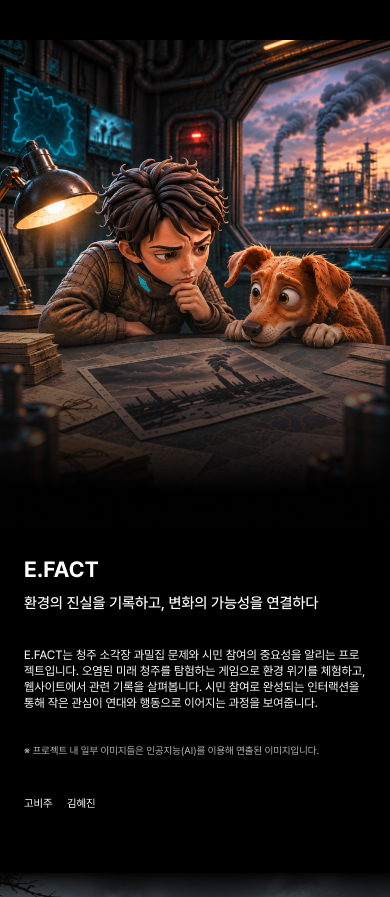 E.FACT
환경의 진실을 기록하고, 변화의 가능성을 연결하다
E.FACT는 청주 소각장 과밀집 문제와 시민 참여의 중요성을 알리는 프로
젝트입니다. 오염된 미래 청주를 탐험하는 게임으로 환경 위기를 체험하고,
웹사이트에서 관련 기록을 살펴봅니다. 시민 참여로 완성되는 인터랙션을
통해 작은 관심이 연대와 행동으로 이어지는 과정을 보여줍니다.
※ 프로젝트 내 일부 이미지들은 인공지능(AI)를 이용해 연출된 이미지입니다.
고비주 김혜진